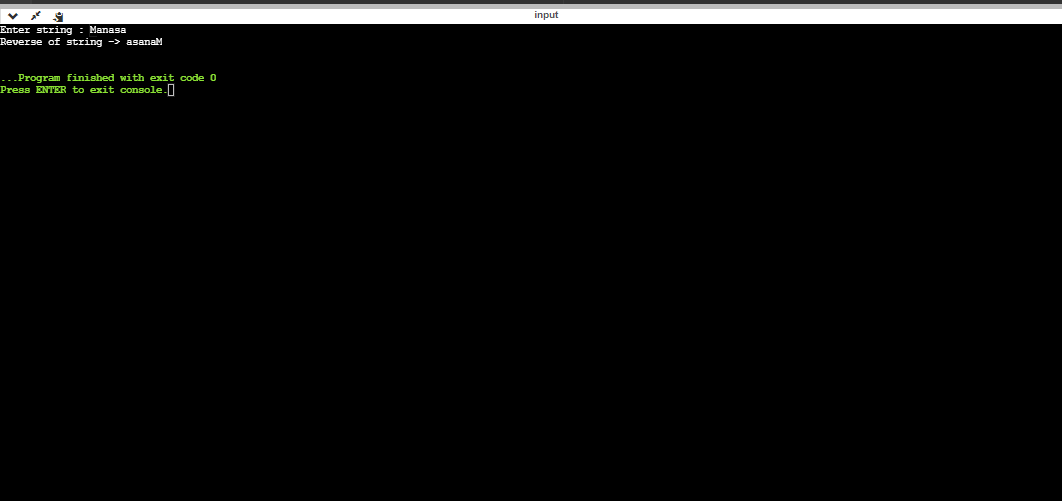 input
Enter string : Manasa
Reverse of string -> asanaM
...Program finished with exit code 0
Press ENTER to exit console.